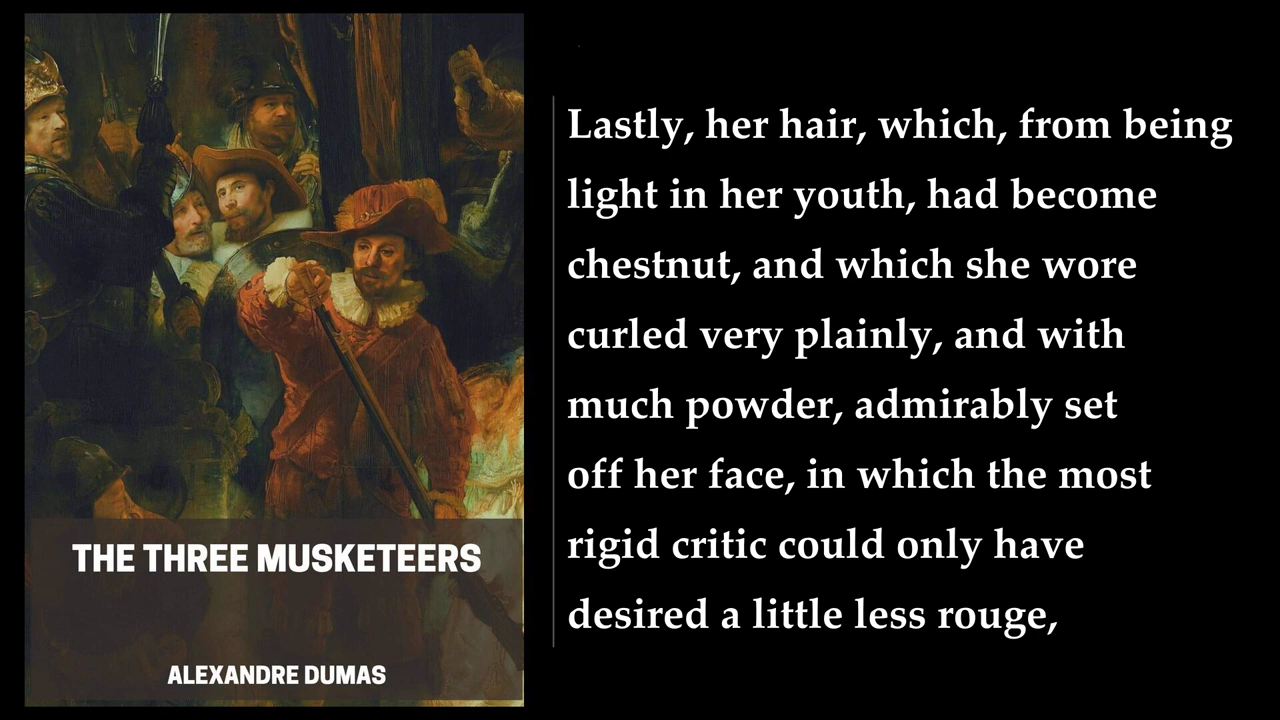 THE THREE MUSKETEERS
ALEXANDRE DUMAS
Lastly, her hair, which, from being
light in her youth, had become
chestnut, and which she wore
curled very plainly, and with
much powder, admirably set
off her face, in which the most
rigid critic could only have
desired a little less rouge,